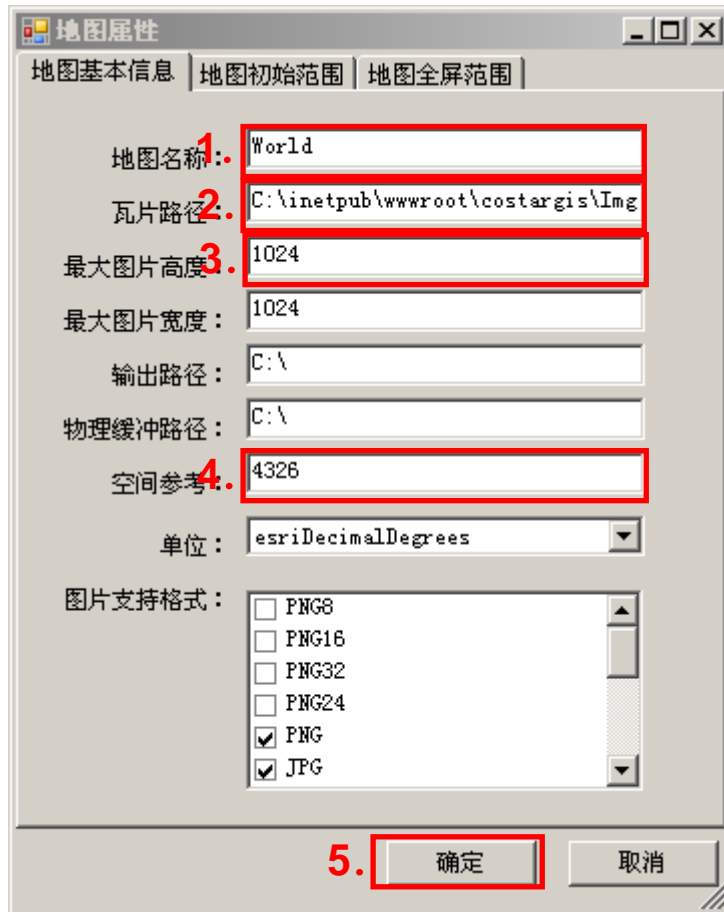 地图属性
地图基本信息 地图初始范围 地图全屏范围
地图名称： 1. World
瓦片路径： 2. C:\inetpub\wwwroot\costargis\Img
最大图片高度： 3. 1024
最大图片宽度： 1024
输出路径： C:\
物理缓冲路径： C:\
空间参考： 4. 4326
单位： esriDecimalDegrees
图片支持格式： PNG8
PNG16
PNG32
PNG24
PNG
JPG
5. 确定 取消